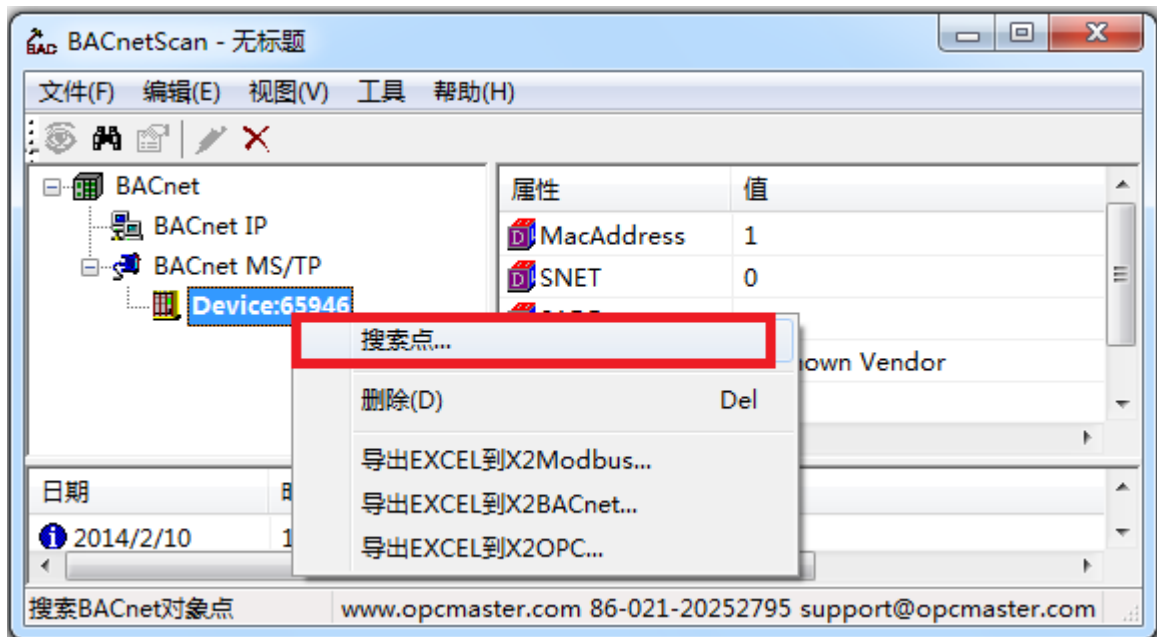 BACnetScan - 无标题
文件(F) 编辑(E) 视图(V) 工具 帮助(H)
BACnet
BACnet IP
BACnet MS/TP
Device:65946
属性 值
MacAddress 1
SNET 0
own Vendor
搜索点...
删除(D) Del
导出EXCEL到X2Modbus...
导出EXCEL到X2BACnet...
导出EXCEL到X2OPC...
日期
2014/2/10 1
搜索BACnet对象点 www.opcmaster.com 86-021-20252795 support@opcmaster.com